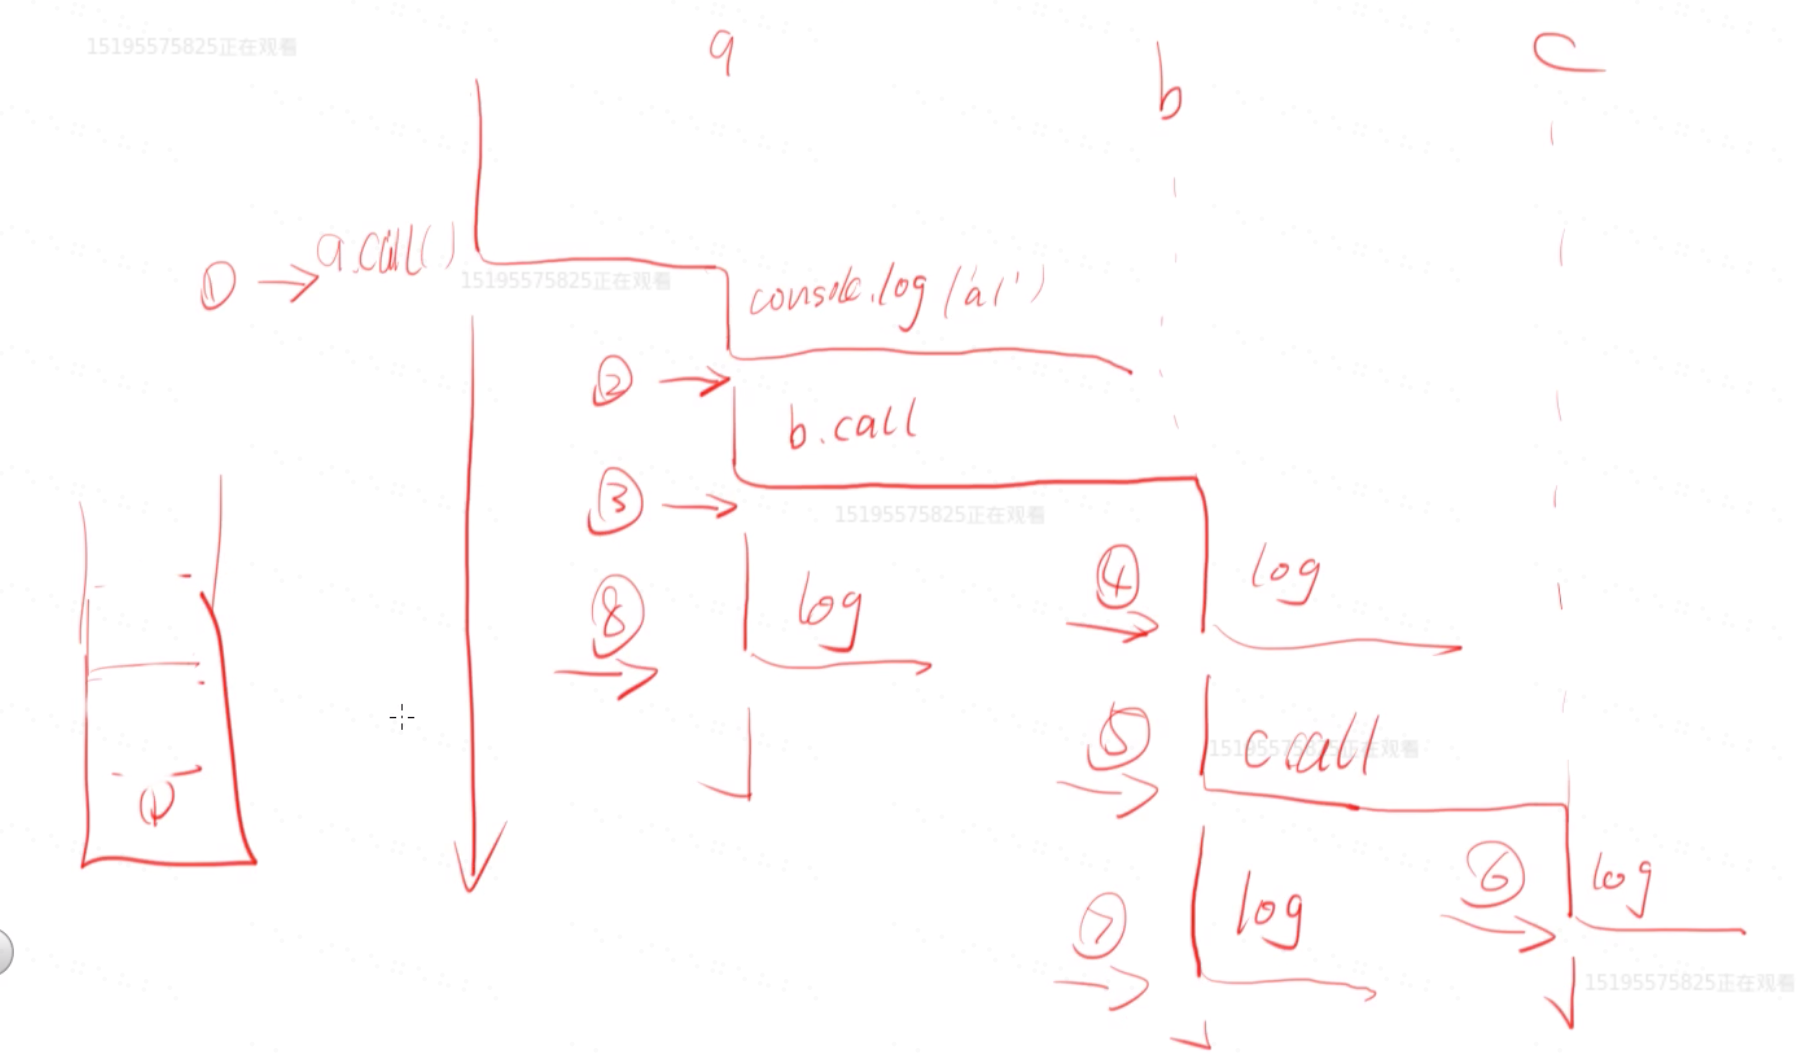 15195575825正在观看
a
b
c
① a.call()
15195575825正在观看
console.log('a1')
②
b.call
③
15195575825正在观看
④ log
⑧ log
⑤ c.call
15195575825正在观看
①
⑥ log
⑦ log
15195575825正在观看